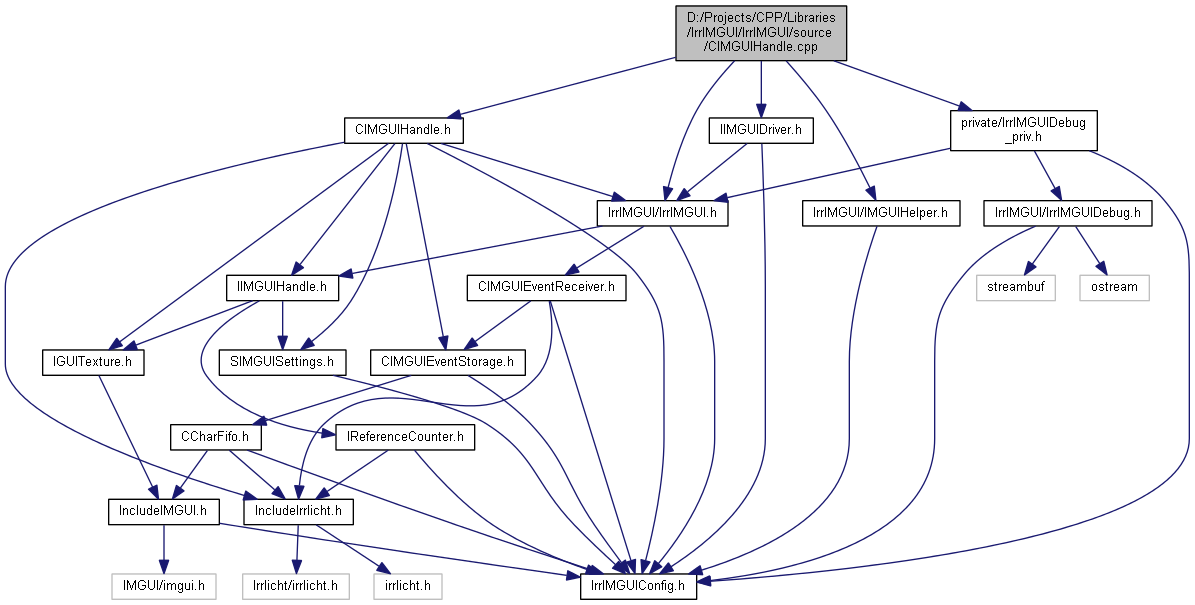 D:/Projects/CPP/Libraries
/IrrIMGUI/IrrIMGUI/source
/CIMGUIHandle.cpp
CIMGUIHandle.h
IIMGUIDriver.h
private/IrrIMGUIDebug
_priv.h
IrrIMGUI/IrrIMGUI.h
IrrIMGUI/IMGUIHelper.h
IrrIMGUI/IrrIMGUIDebug.h
IIMGUIHandle.h
CIMGUIEventReceiver.h
streambuf
ostream
IGUITexture.h
SIMGUISettings.h
CIMGUIEventStorage.h
CCharFifo.h
IReferenceCounter.h
IncludeIMGUI.h
IncludeIrrlicht.h
IMGUI/imgui.h
Irrlicht/irrlicht.h
irrlicht.h
IrrIMGUIConfig.h